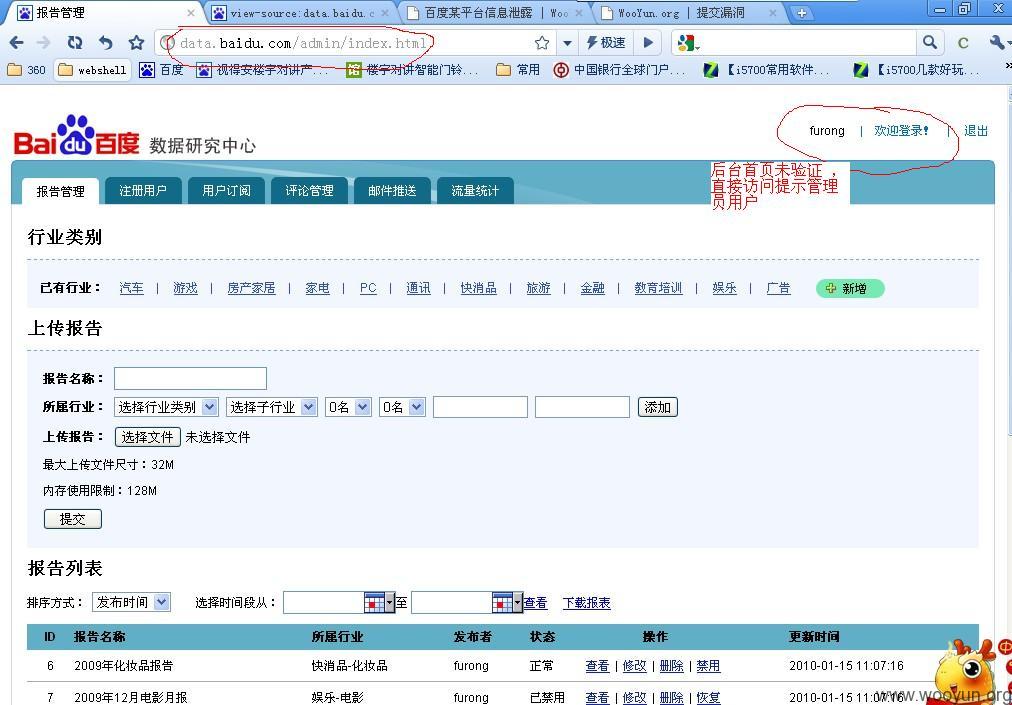 报告管理
view-source:data.baidu.c
百度某平台信息泄露 | Woo
WooYun.org | 提交漏洞
data.baidu.com/admin/index.html
极速
360
webshell
百度
视得安楼宇对讲产...
楼宇对讲智能门铃...
常用
中国银行全球门户...
【i5700常用软件...
【i5700几款好玩...
Bai百度 数据研究中心
furong | 欢迎登录! | 退出
后台首页未验证，
直接访问提示管理
员用户
报告管理 注册用户 用户订阅 评论管理 邮件推送 流量统计
行业类别
已有行业： 汽车 | 游戏 | 房产家居 | 家电 | PC | 通讯 | 快消品 | 旅游 | 金融 | 教育培训 | 娱乐 | 广告 新增
上传报告
报告名称：
所属行业： 选择行业类别 选择子行业 0名 0名 添加
上传报告： 选择文件 未选择文件
最大上传文件尺寸：32M
内存使用限制：128M
提交
报告列表
排序方式： 发布时间 选择时间段从： 至 查看 下载报表
ID 报告名称 所属行业 发布者 状态 操作 更新时间
6 2009年化妆品报告 快消品-化妆品 furong 正常 查看 | 修改 | 删除 | 禁用 2010-01-15 11:07:16
7 2009年12月电影月报 娱乐-电影 furong 已禁用 查看 | 修改 | 删除 | 恢复 2010-01-15 11:07:16
www.wooyun.org
中